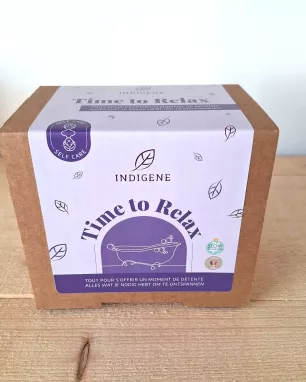 Time to Relax
SELF CARE
INDIGENE
Time to Relax
TOUT POUR S'OFFRIR UN MOMENT DE DÉTENTE
ALLES WAT JE NODIG HEBT OM TE ONTSPANNEN